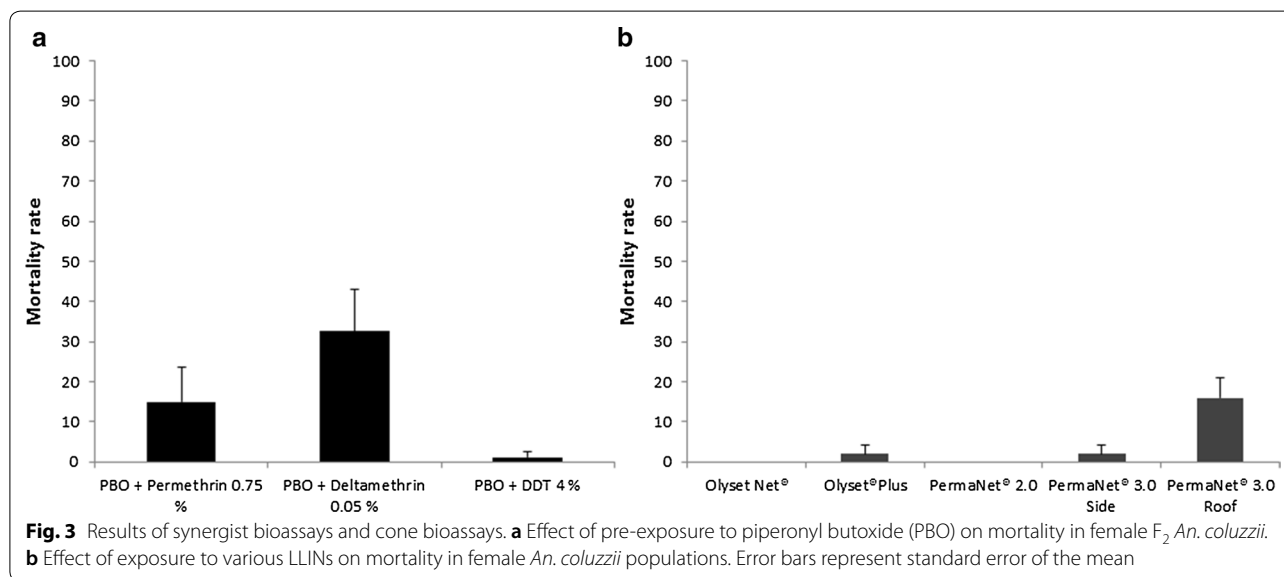 a
100
90
80
70
60
50
40
30
20
10
0
Mortality rate
PBO + Permethrin 0.75
%
PBO + Deltamethrin
0.05 %
PBO + DDT 4 %
b
100
90
80
70
60
50
40
30
20
10
0
Mortality rate
Olyset Net®
Olyset®Plus
PermaNet® 2.0
PermaNet® 3.0
Side
PermaNet® 3.0
Roof
Fig. 3 Results of synergist bioassays and cone bioassays. a Effect of pre-exposure to piperonyl butoxide (PBO) on mortality in female F₂ An. coluzzii.
b Effect of exposure to various LLINs on mortality in female An. coluzzii populations. Error bars represent standard error of the mean